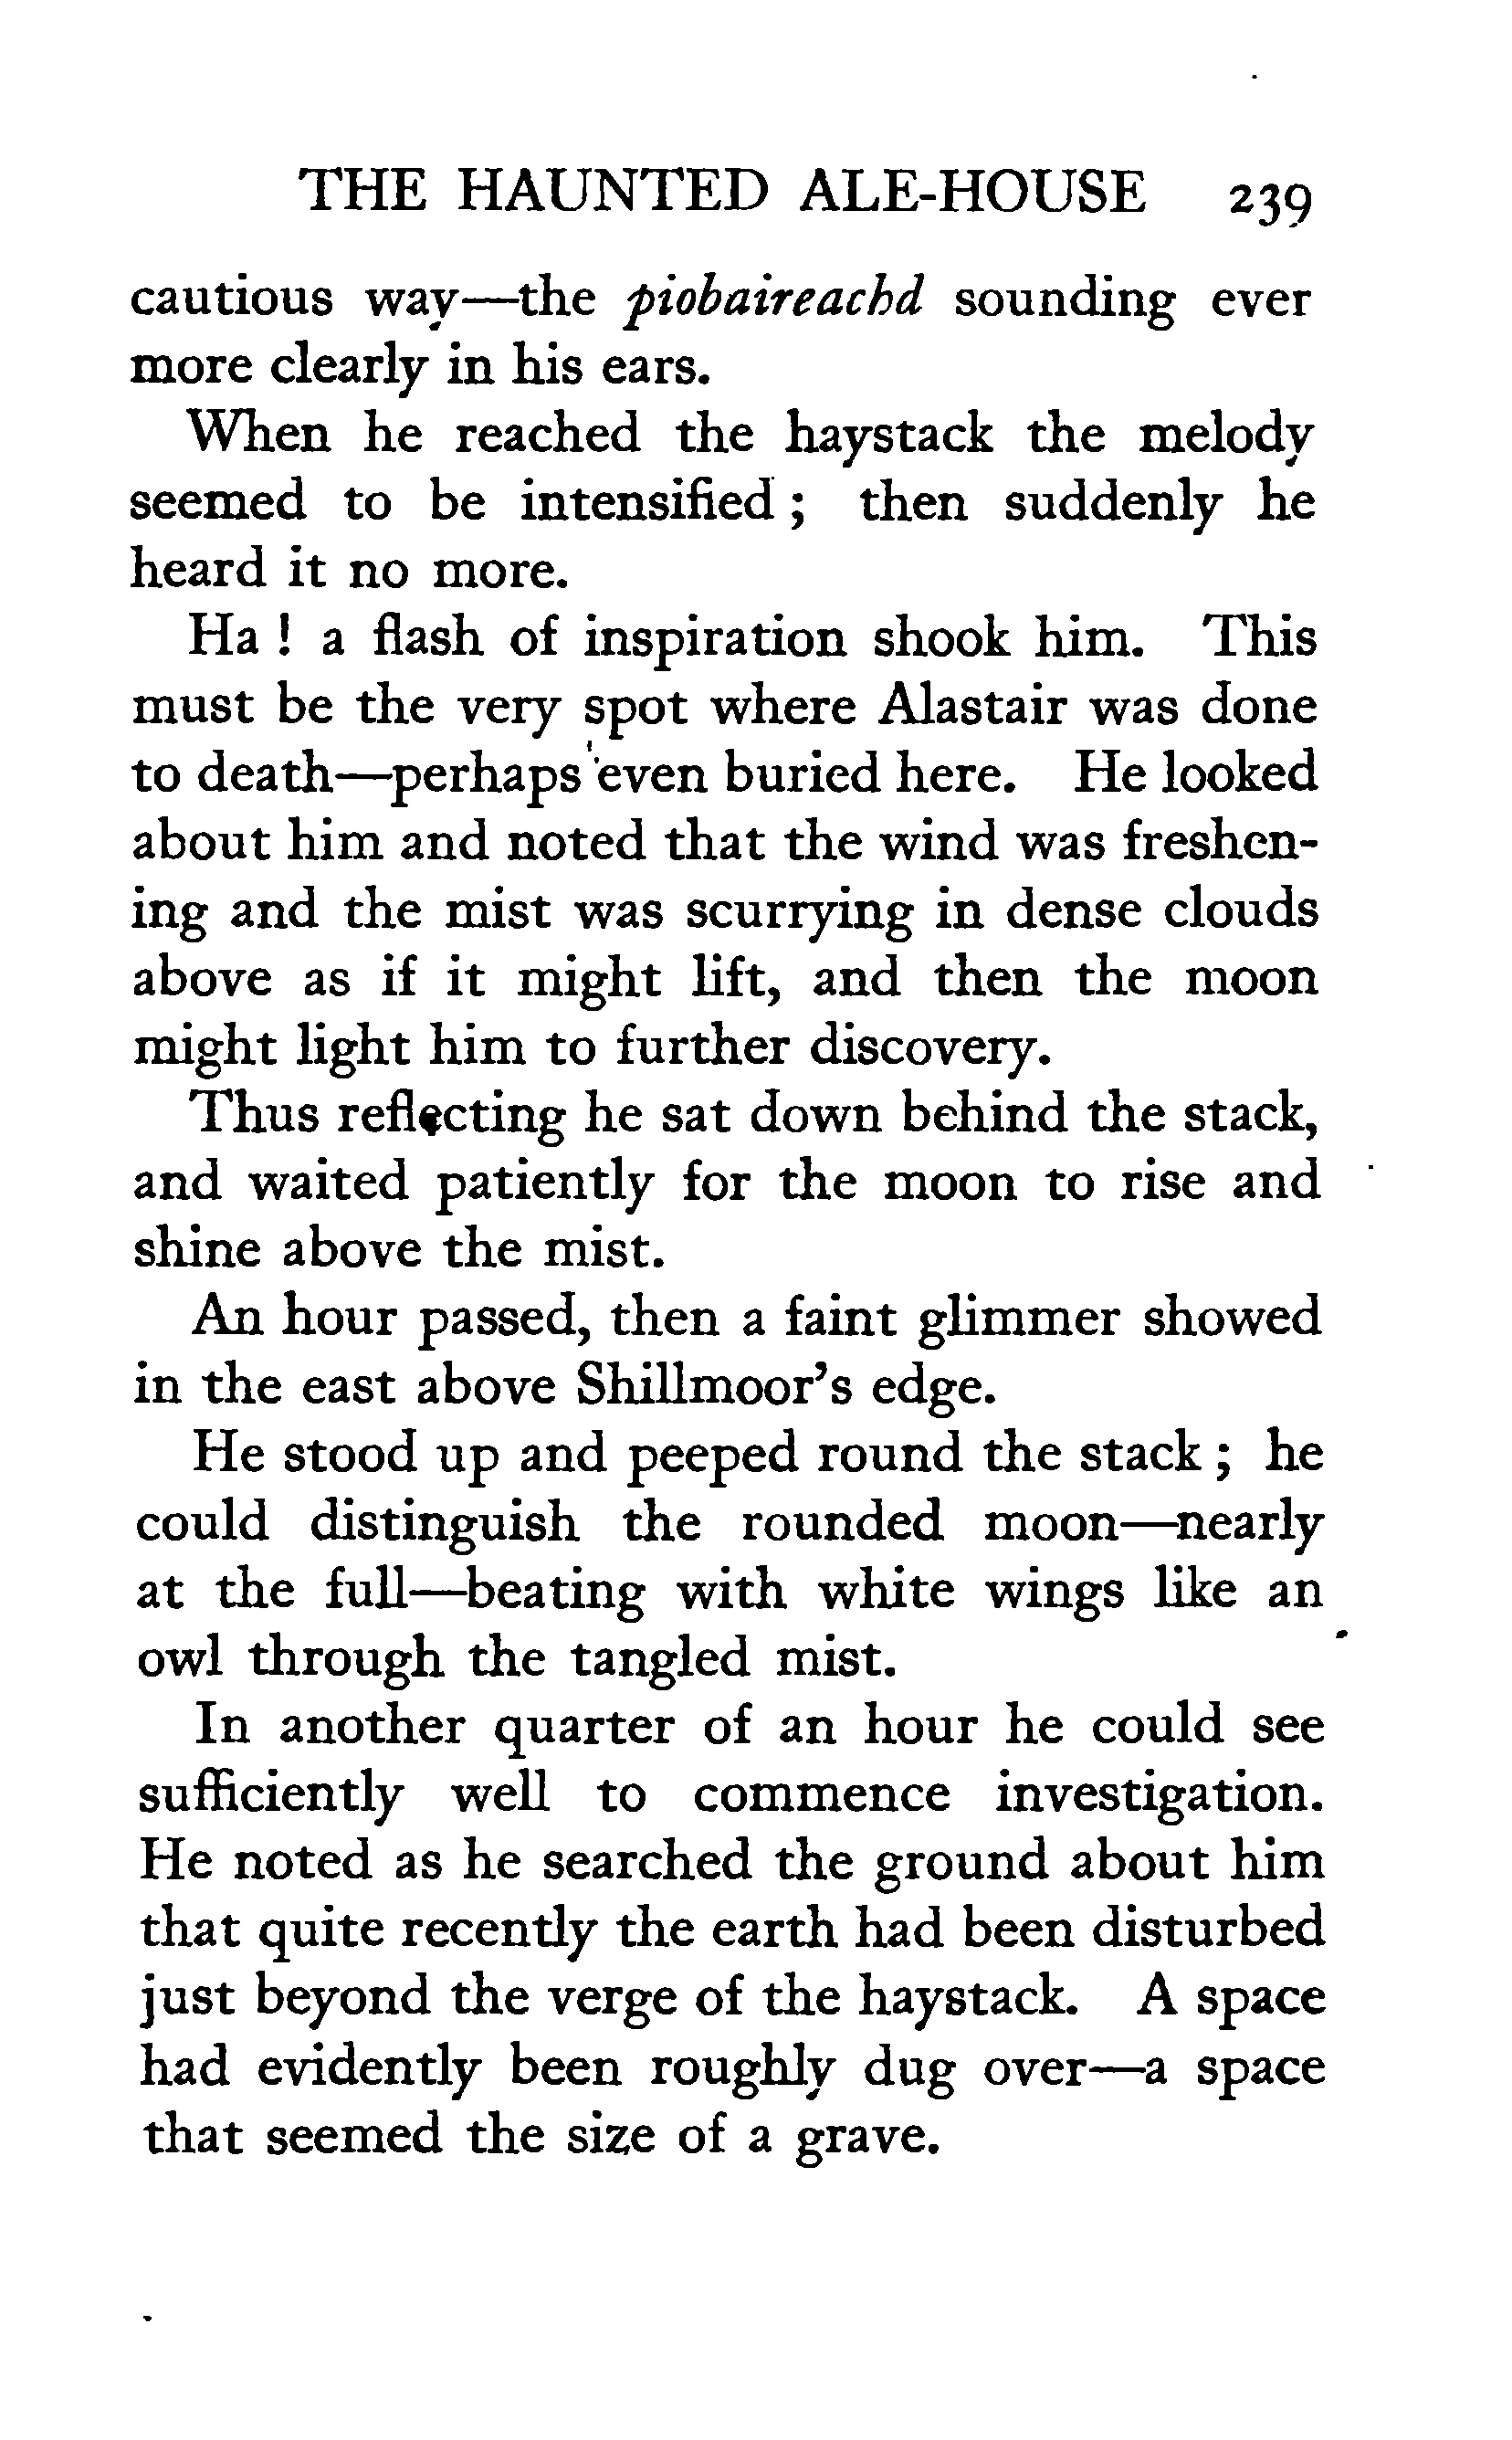 THE HAUNTED ALE-HOUSE 239
cautious way—the piobaireachd sounding ever
more clearly in his ears.
When he reached the haystack the melody
seemed to be intensified ; then suddenly he
heard it no more.
Ha ! a flash of inspiration shook him. This
must be the very spot where Alastair was done
to death—perhaps even buried here. He looked
about him and noted that the wind was freshen-
ing and the mist was scurrying in dense clouds
above as if it might lift, and then the moon
might light him to further discovery.
Thus reflecting he sat down behind the stack,
and waited patiently for the moon to rise and
shine above the mist.
An hour passed, then a faint glimmer showed
in the east above Shillmoor's edge.
He stood up and peeped round the stack ; he
could distinguish the rounded moon—nearly
at the full—beating with white wings like an
owl through the tangled mist.
In another quarter of an hour he could see
sufficiently well to commence investigation.
He noted as he searched the ground about him
that quite recently the earth had been disturbed
just beyond the verge of the haystack. A space
had evidently been roughly dug over—a space
that seemed the size of a grave.